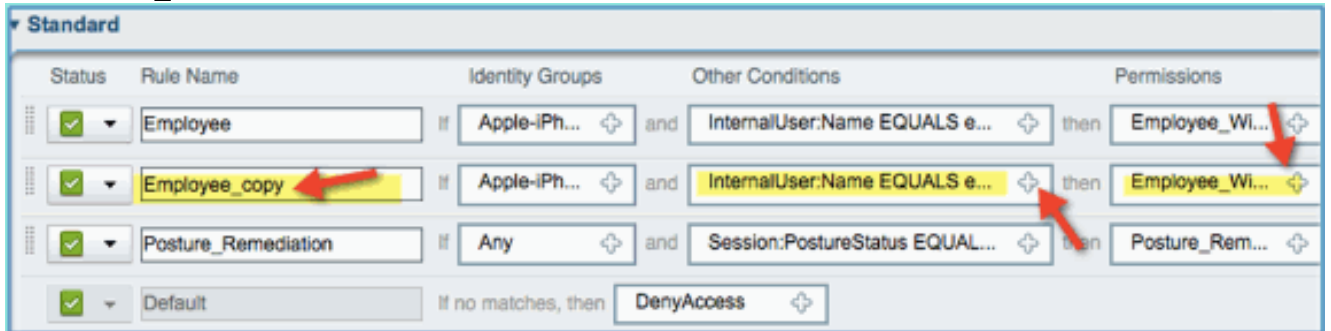 Standard
Status Rule Name Identity Groups Other Conditions Permissions
Employee If Apple-iPh... and InternalUser:Name EQUALS e... then Employee_Wi...
Employee_copy If Apple-iPh... and InternalUser:Name EQUALS e... then Employee_Wi...
Posture_Remediation If Any and Session:PostureStatus EQUAL... then Posture_Rem...
Default If no matches, then DenyAccess